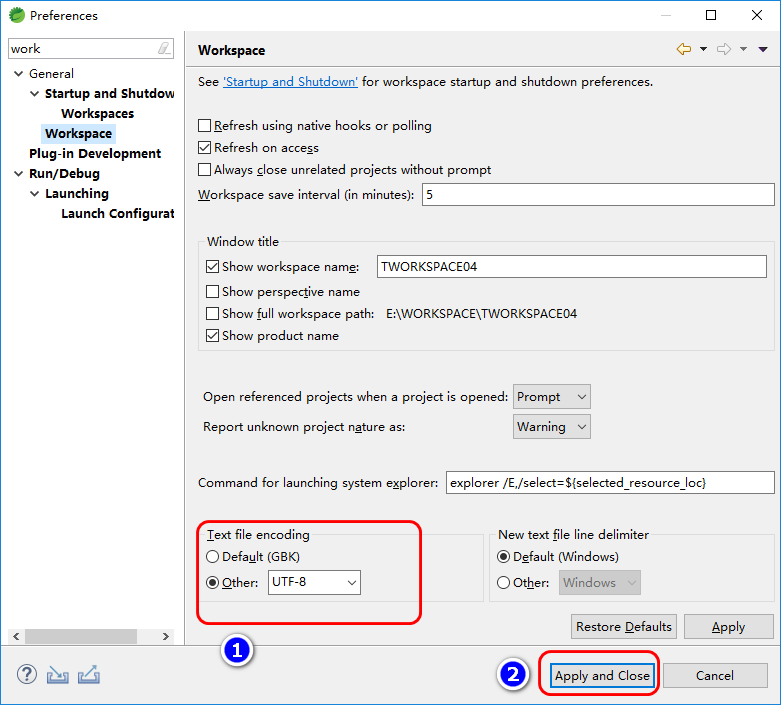 Preferences
work
Workspace
General
Startup and Shutdow
Workspaces
Workspace
Plug-in Development
Run/Debug
Launching
Launch Configurat
See 'Startup and Shutdown' for workspace startup and shutdown preferences.
Refresh using native hooks or polling
Refresh on access
Always close unrelated projects without prompt
Workspace save interval (in minutes): 5
Window title
Show workspace name: TWORKSPACE04
Show perspective name
Show full workspace path: E:\WORKSPACE\TWORKSPACE04
Show product name
Open referenced projects when a project is opened: Prompt
Report unknown project nature as: Warning
Command for launching system explorer: explorer /E,/select=${selected_resource_loc}
Text file encoding
Default (GBK)
Other: UTF-8
New text file line delimiter
Default (Windows)
Other: Windows
Restore Defaults Apply
1
2
Apply and Close Cancel
?